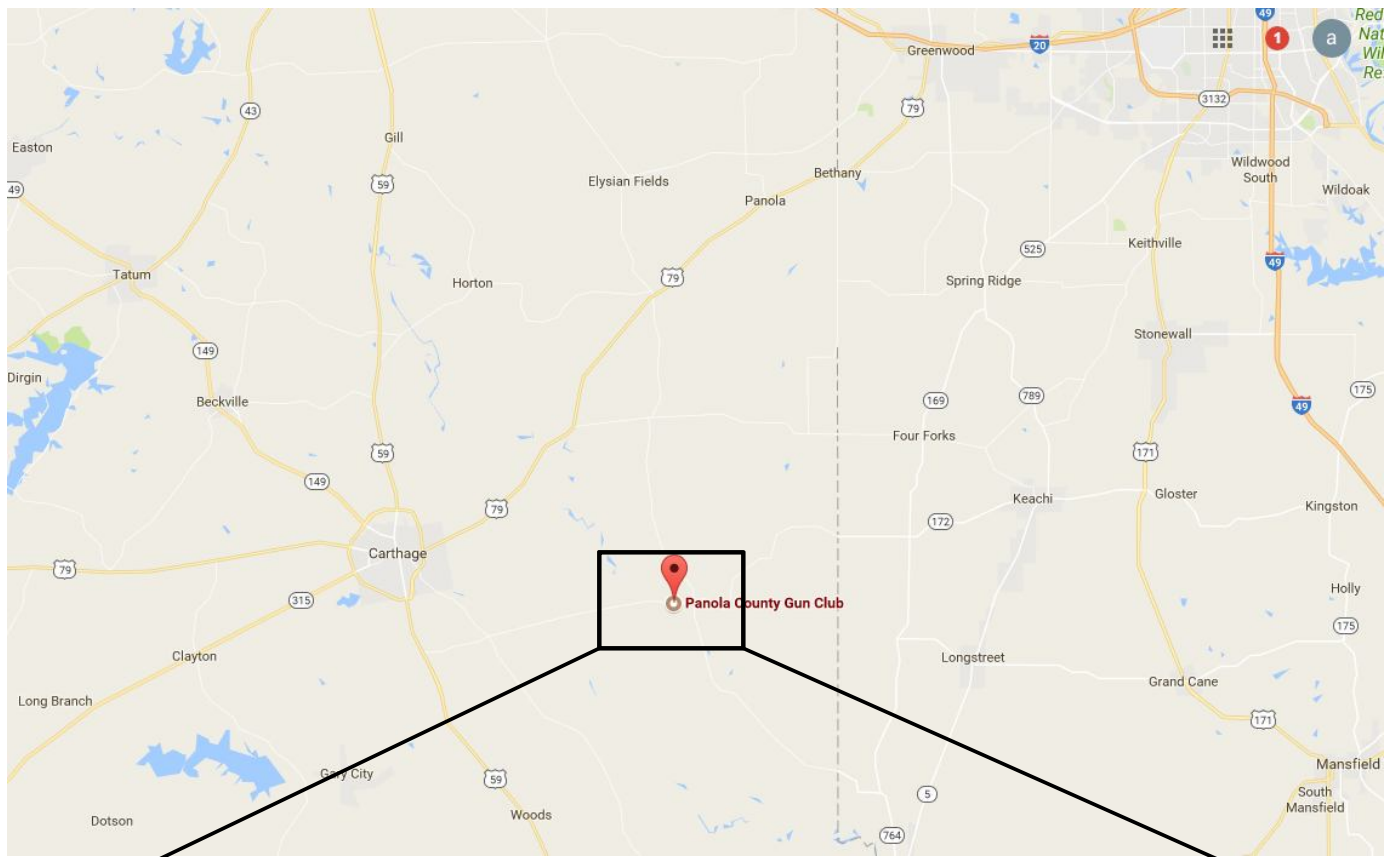 49
Red
Nat
Wil
Re
Greenwood
20
1
a
79
3132
43
Gill
Easton
49
59
Wildwood
South
Wildoak
Elysian Fields
Bethany
Panola
Keithville
525
49
Tatum
Horton
79
Spring Ridge
Stonewall
149
Dirgin
Beckville
169
789
175
49
Four Forks
59
171
149
Keachi
Gloster
Kingston
79
172
Carthage
79
315
Panola County Gun Club
Holly
175
Clayton
Longstreet
Long Branch
Grand Cane
171
Gary City
59
Mansfield
5
South
Mansfield
Woods
Dotson
764